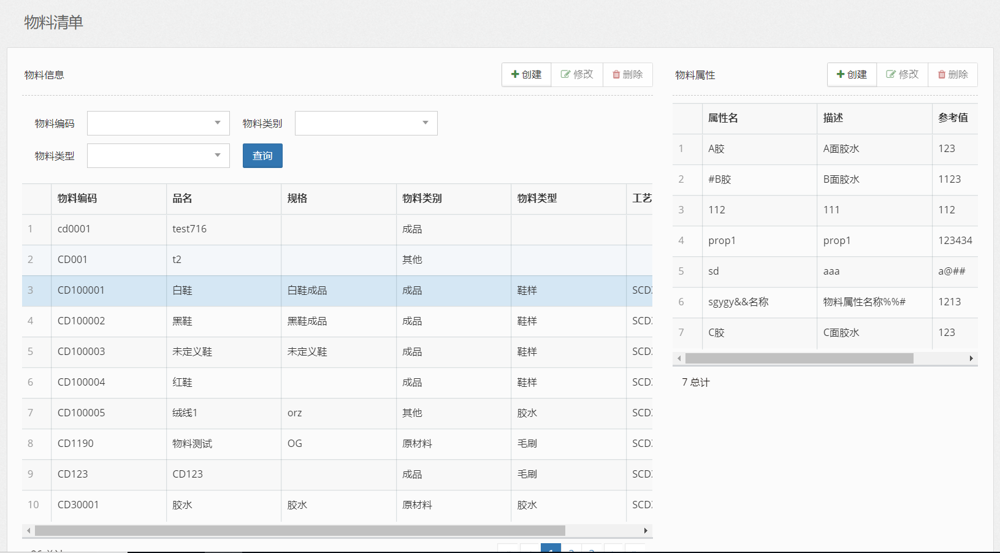 物料清单
物料信息 创建 修改 删除
物料编码 物料类别
物料类型 查询
物料编码 品名 规格 物料类别 物料类型 工艺
1 cd0001 test716 成品
2 CD001 t2 其他
3 CD100001 白鞋 白鞋成品 成品 鞋样 SCD
4 CD100002 黑鞋 黑鞋成品 成品 鞋样 SCD
5 CD100003 未定义鞋 未定义鞋 成品 鞋样 SCD
6 CD100004 红鞋 成品 鞋样 SCD
7 CD100005 绒线1 orz 其他 胶水 SCD
8 CD1190 物料测试 OG 原材料 毛刷 SCD
9 CD123 CD123 成品 毛刷 SCD
10 CD30001 胶水 胶水 原材料 胶水 SCD
物料属性 创建 修改 删除
属性名 描述 参考值
1 A胶 A面胶水 123
2 #B胶 B面胶水 1123
3 112 111 112
4 prop1 prop1 123434
5 sd aaa a@##
6 sgygy&&名称 物料属性名称%%# 1213
7 C胶 C面胶水 123
7 总计